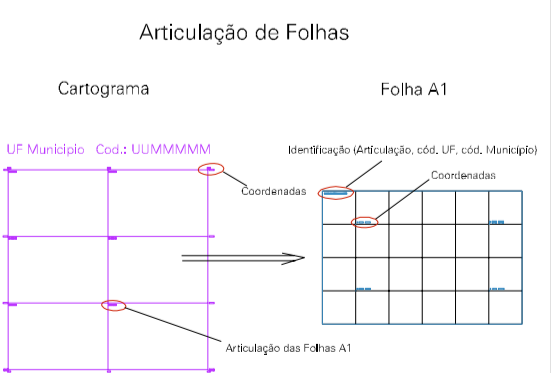 Articulação de Folhas
Cartograma
Folha A1
UF Municipio Cod.: UUMMMMM
Identificação (Articulação, cód. UF, cód. Município)
Coordenadas
Coordenadas
Articulação das Folhas A1